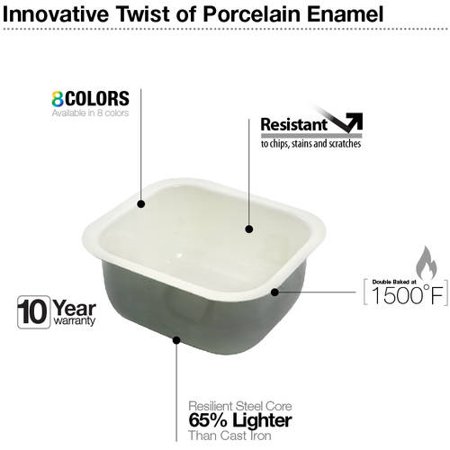 Innovative Twist of Porcelain Enamel
8COLORS
Available in 8 colors
Resistant
to chips, stains and scratches
Double Baked at
1500°F
10 Year
warranty
Resilient Steel Core
65% Lighter
Than Cast Iron